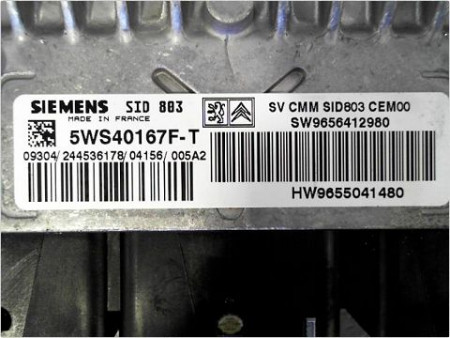 SIEMENS SID 803
MADE IN FRANCE
5WS40167F-T
09304/244536178/04156/005A2
SV CMM SID803 CEM00
SW9656412980
HW9655041480